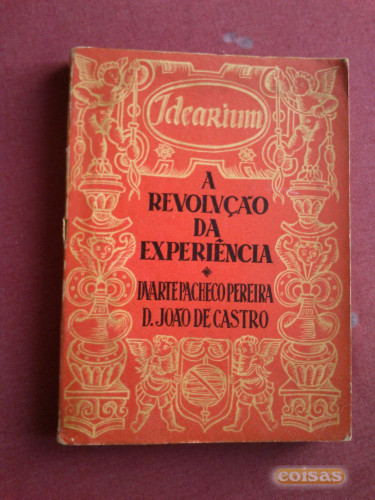 Idearium
A
REVOLVÇÃO
DA
EXPERIÊNCIA
DVARTE PACHECO PEREIRA
D. JOÃO DE CASTRO
coisas